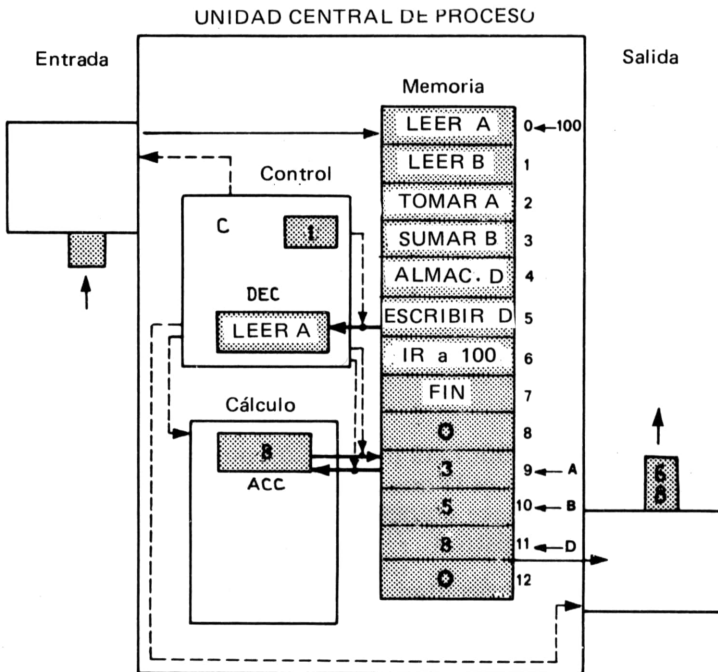 UNIDAD CENTRAL DE PROCESO
Entrada
Salida
Memoria
LEER A 0 100
LEER B 1
Control
TOMAR A 2
C 1
SUMAR B 3
ALMAC. D 4
DEC
LEER A
ESCRIBIR D 5
IR a 100 6
FIN 7
Cálculo
0 8
8
ACC
3 9 A
5 10 B
8 11 D
0 12